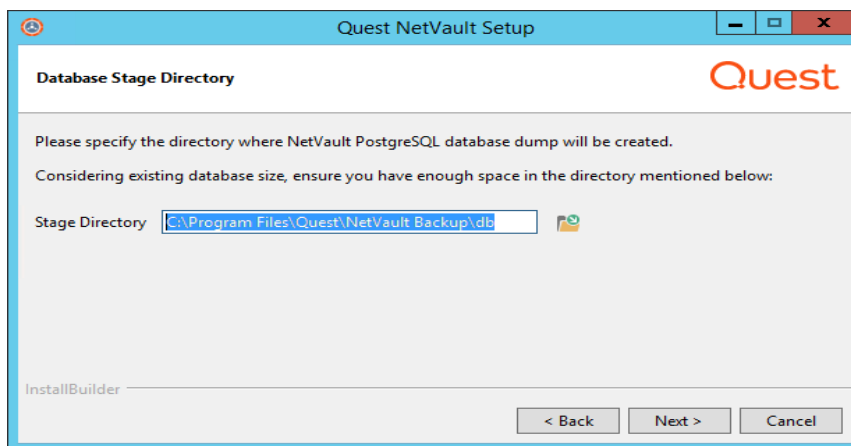 Quest NetVault Setup
Database Stage Directory
Quest
Please specify the directory where NetVault PostgreSQL database dump will be created.
Considering existing database size, ensure you have enough space in the directory mentioned below:
Stage Directory C:\Program Files\Quest\NetVault Backup\db
InstallBuilder
< Back Next > Cancel